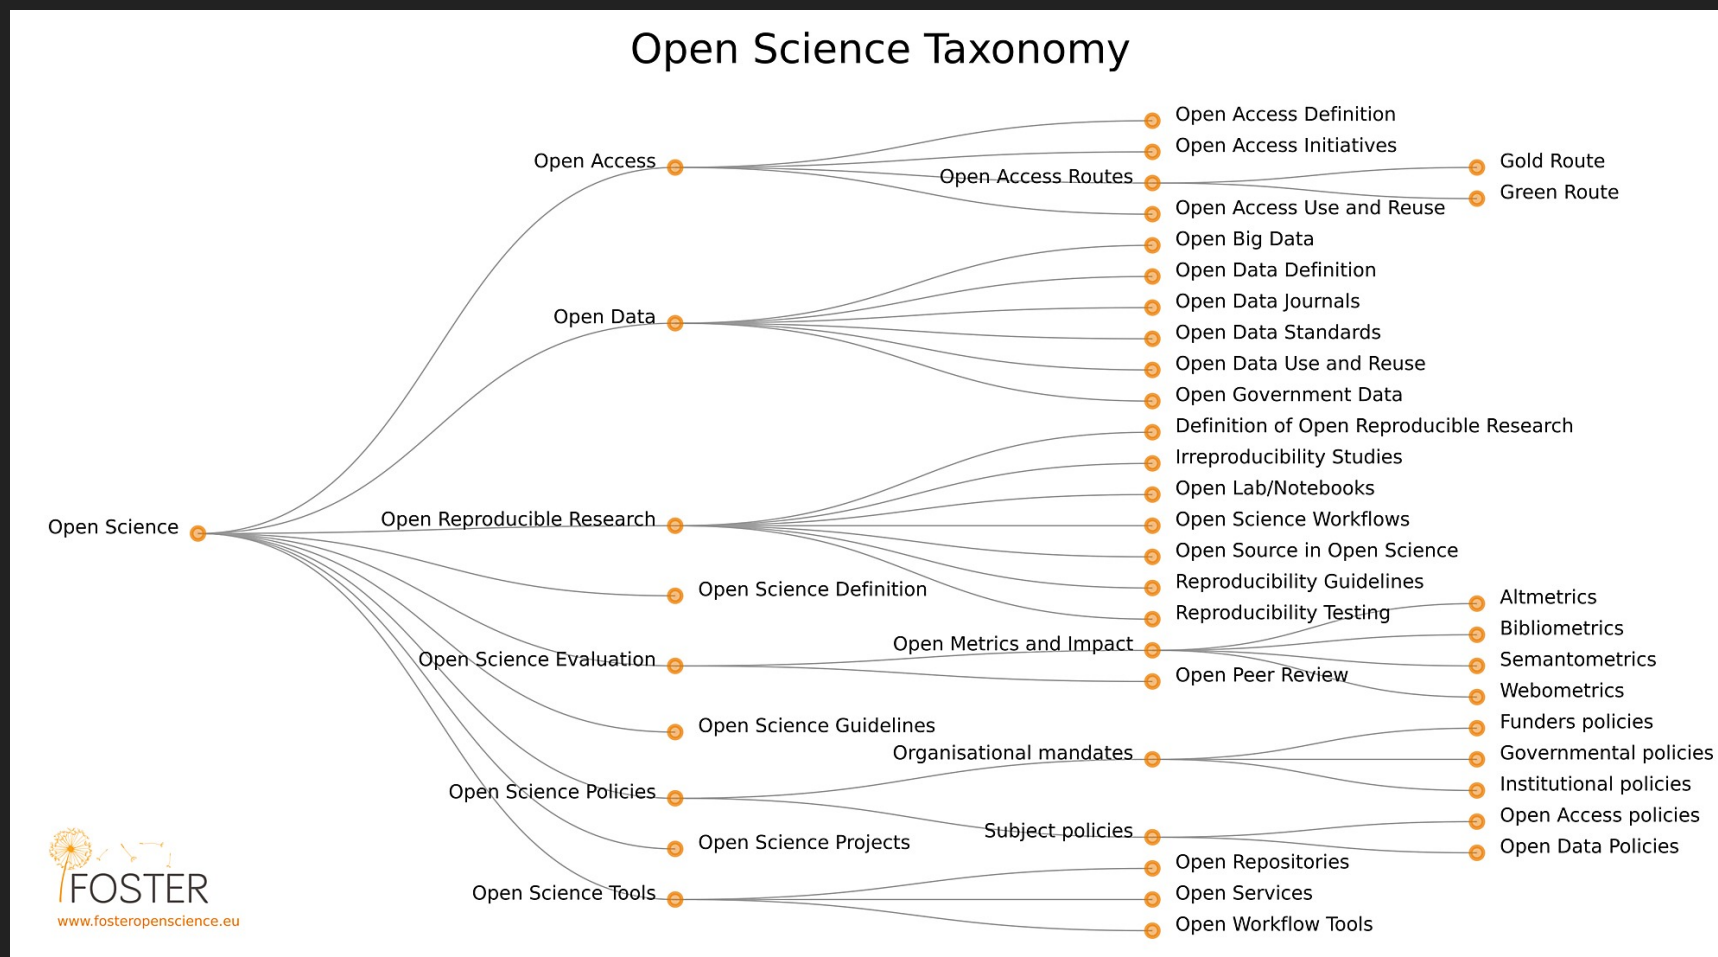 Open Science Taxonomy
Open Science
Open Access
Open Access Definition
Open Access Initiatives
Open Access Routes
Gold Route
Green Route
Open Access Use and Reuse
Open Data
Open Big Data
Open Data Definition
Open Data Journals
Open Data Standards
Open Data Use and Reuse
Open Government Data
Open Reproducible Research
Definition of Open Reproducible Research
Irreproducibility Studies
Open Lab/Notebooks
Open Science Workflows
Open Source in Open Science
Reproducibility Guidelines
Reproducibility Testing
Open Science Definition
Open Science Evaluation
Open Metrics and Impact
Altmetrics
Bibliometrics
Semantometrics
Webometrics
Open Peer Review
Open Science Guidelines
Open Science Policies
Organisational mandates
Funders policies
Governmental policies
Institutional policies
Subject policies
Open Access policies
Open Data Policies
Open Science Projects
Open Science Tools
Open Repositories
Open Services
Open Workflow Tools
FOSTER
www.fosteropenscience.eu